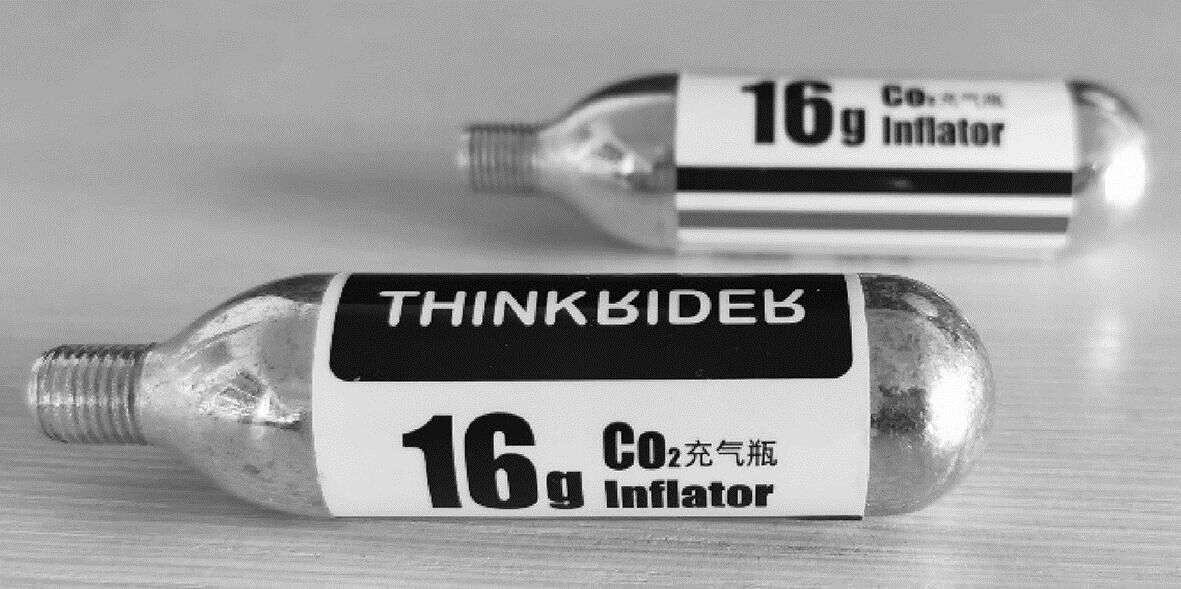 16g CO₂充气瓶
Inflator
THINKRIDER
16g CO₂充气瓶
Inflator